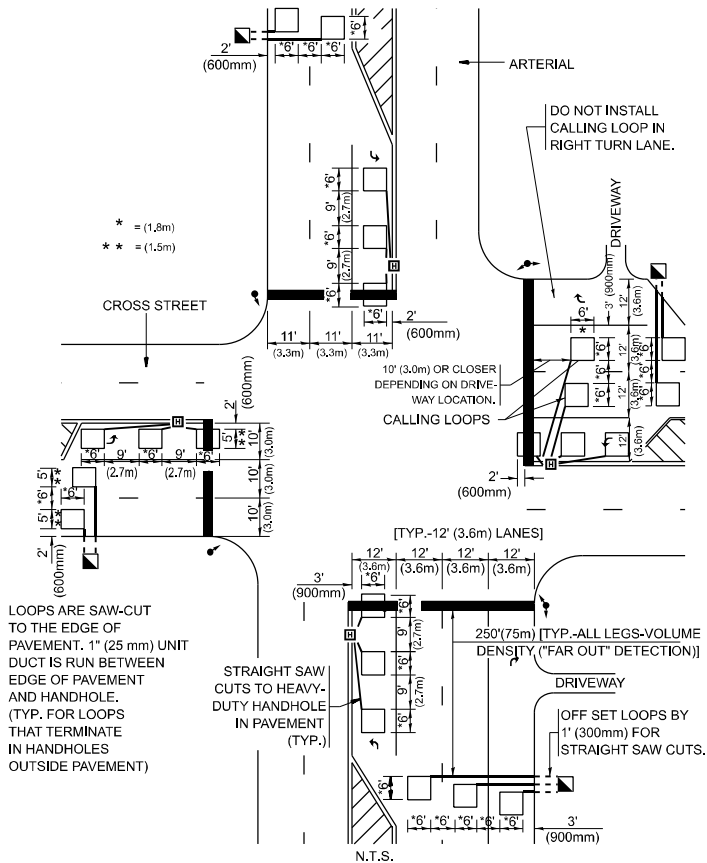 *6' *6' *6'
*6'
2'
(600mm)
ARTERIAL
DO NOT INSTALL
CALLING LOOP IN
RIGHT TURN LANE.
DRIVEWAY
* = (1.8m)
* * = (1.5m)
*6'
9'
(2.7m)
*6'
9'
(2.7m)
*6'
H
*6'
2'
(600mm)
11' 11' 11'
(3.3m) (3.3m) (3.3m)
CROSS STREET
3' (900mm)
12'
(3.6m)
6'
*
*6'
*6'
*6'
12'
(3.6m)
*6'
*6'
*6'
12'
(3.6m)
12'
(3.6m)
10' (3.0m) OR CLOSER
DEPENDING ON DRIVE-
WAY LOCATION.
CALLING LOOPS
H
2'
(600mm)
2'
(600mm)
H
*6' 9' *6' 9' *6'
(2.7m) (2.7m)
5'
* *
10'
(3.0m)
10'
(3.0m)
10'
(3.0m)
5'
* *
*6'
*6'
5'
* *
2'
(600mm)
[TYP.-12' (3.6m) LANES]
12' 12' 12' 12'
(3.6m) (3.6m) (3.6m) (3.6m)
*6'
3'
(900mm)
LOOPS ARE SAW-CUT
TO THE EDGE OF
PAVEMENT. 1" (25 mm) UNIT
DUCT IS RUN BETWEEN
EDGE OF PAVEMENT
AND HANDHOLE.
(TYP. FOR LOOPS
THAT TERMINATE
IN HANDHOLES
OUTSIDE PAVEMENT)
H
*6'
9'
(2.7m)
*6'
9'
(2.7m)
*6'
250'(75m) [TYP.-ALL LEGS-VOLUME
DENSITY ("FAR OUT" DETECTION)]
STRAIGHT SAW
CUTS TO HEAVY-
DUTY HANDHOLE
IN PAVEMENT
(TYP.)
DRIVEWAY
OFF SET LOOPS BY
1' (300mm) FOR
STRAIGHT SAW CUTS.
*6'
*6' *6' *6' *6' *6'
3'
(900mm)
N.T.S.